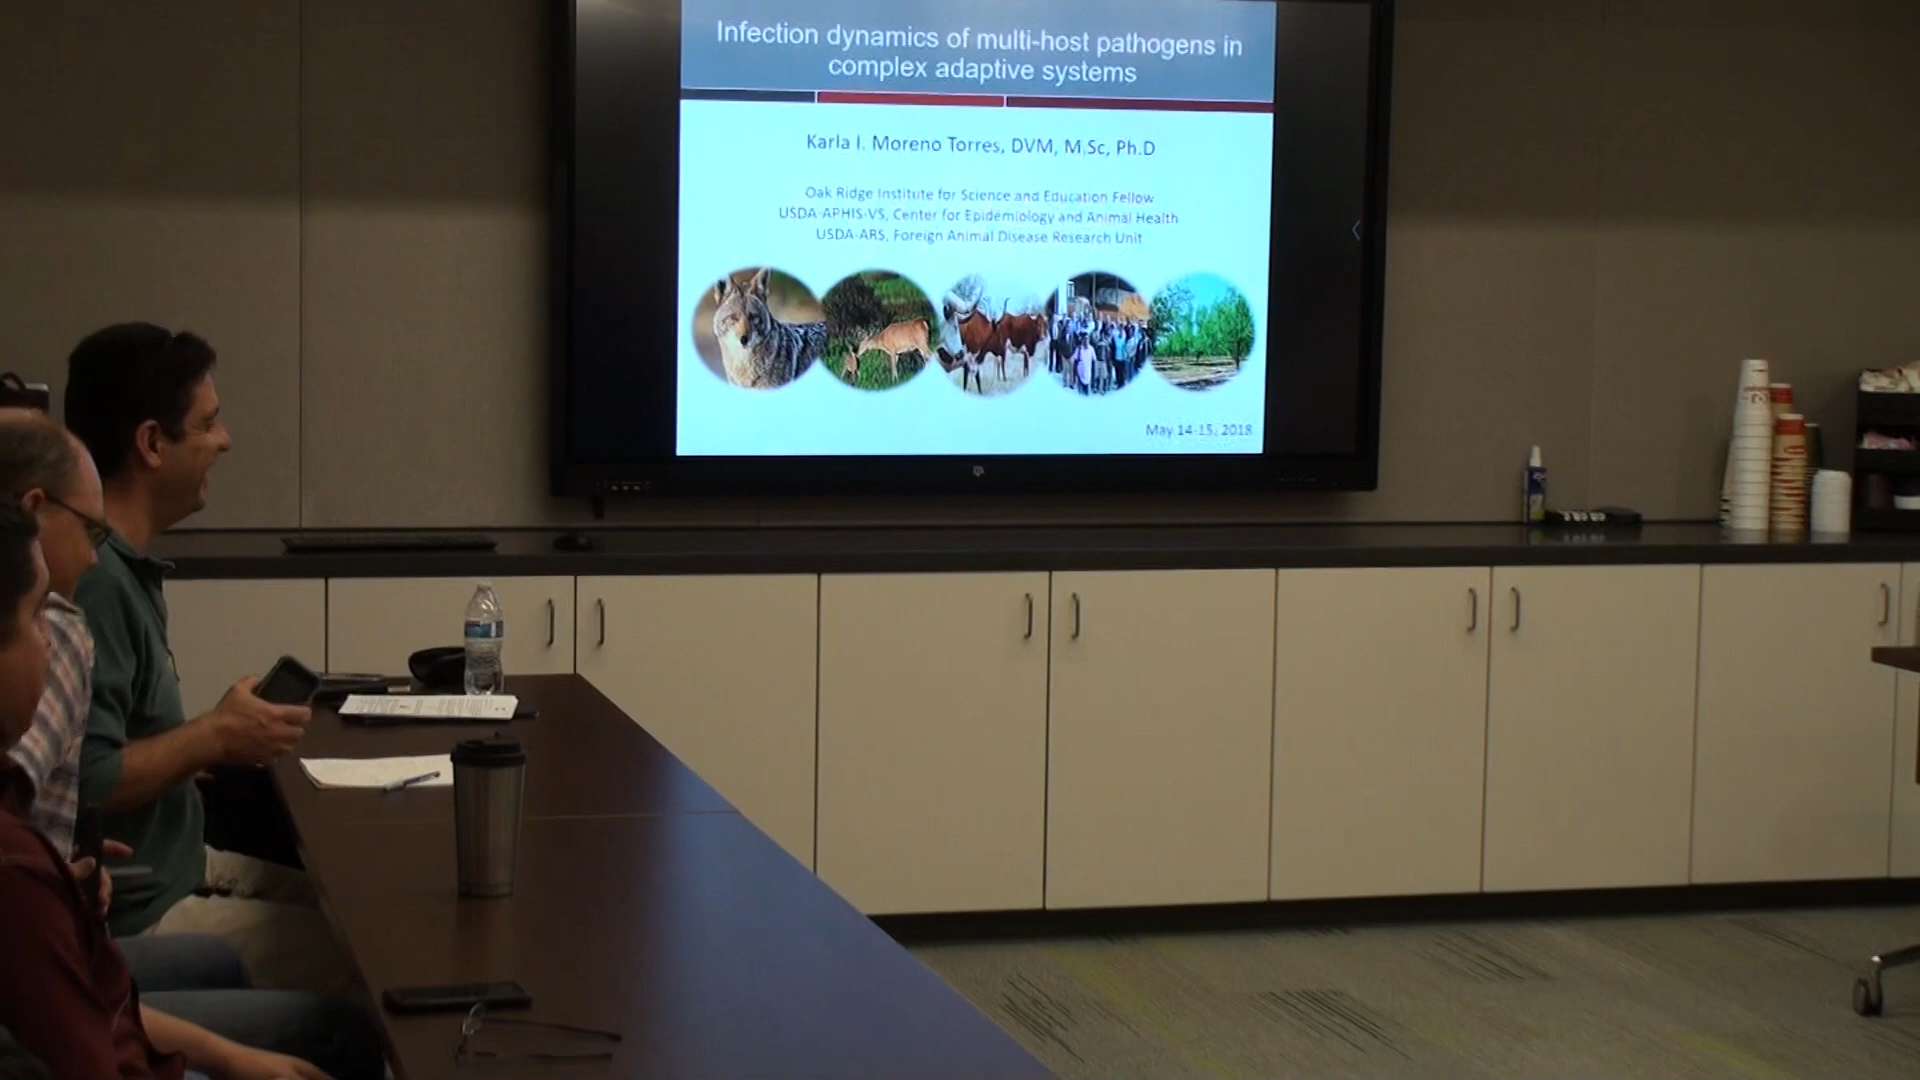 Infection dynamics of multi-host pathogens in
complex adaptive systems
Karla I. Moreno Torres, DVM, M.Sc, Ph.D
Oak Ridge Institute for Science and Education Fellow
USDA-APHIS-VS, Center for Epidemiology and Animal Health
USDA-ARS, Foreign Animal Disease Research Unit
May 14-15, 2018